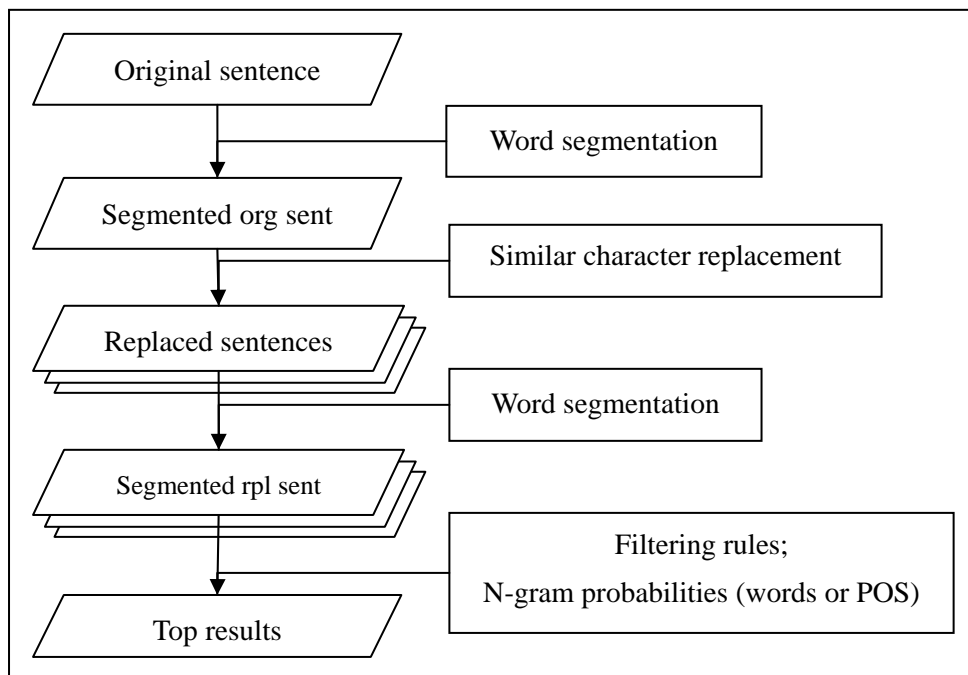 Original sentence
Word segmentation
Segmented org sent
Similar character replacement
Replaced sentences
Word segmentation
Segmented rpl sent
Filtering rules;
N-gram probabilities (words or POS)
Top results